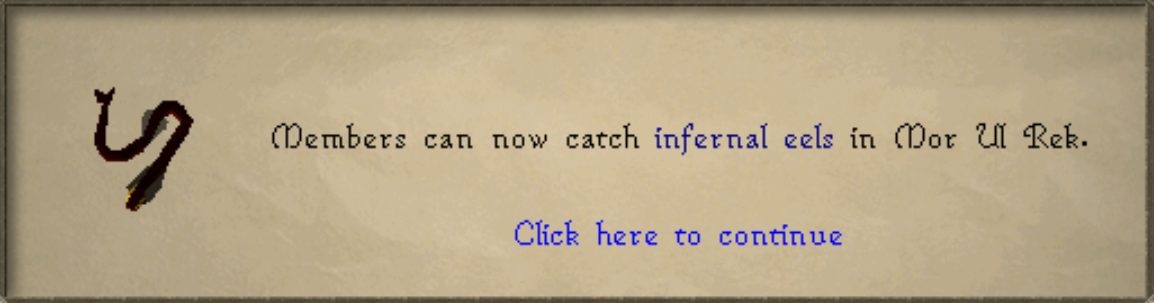 Members can now catch infernal eels in Mor Ul Rek.
Click here to continue